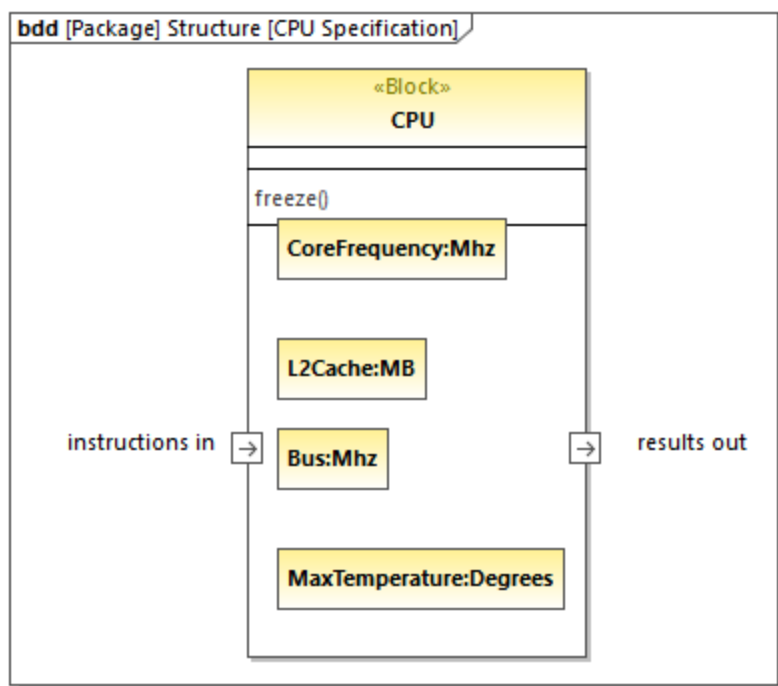 bdd [Package] Structure [CPU Specification]
«Block»
CPU
freeze()
CoreFrequency:Mhz
L2Cache:MB
instructions in
Bus:Mhz
results out
MaxTemperature:Degrees